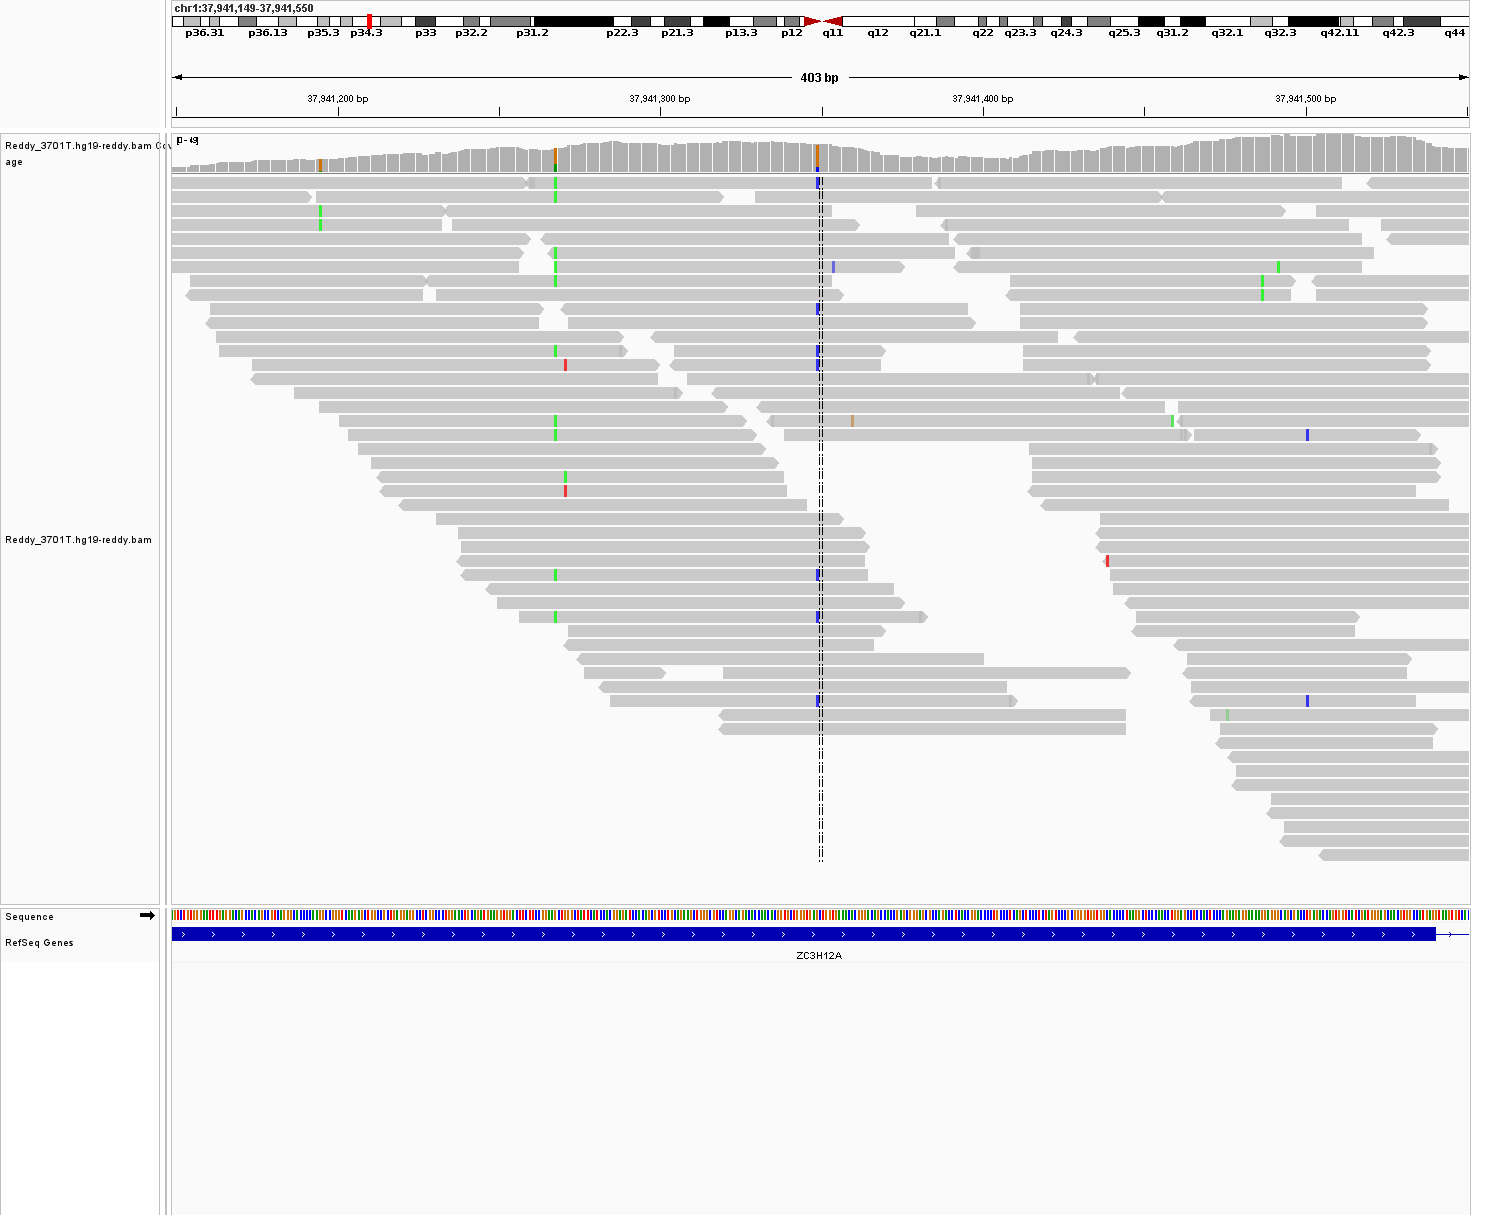 chr1:37,941,149-37,941,550
p36.31 p36.13 p35.3 p34.3 p33 p32.2 p31.2 p22.3 p21.3 p13.3 p12 q11 q12 q21.1 q22 q23.3 q24.3 q25.3 q31.2 q32.1 q32.3 q42.11 q42.3 q44
403 bp
37,941,200 bp 37,941,300 bp 37,941,400 bp 37,941,500 bp
Reddy_3701T.hg19-reddy.bam Cov
age
Reddy_3701T.hg19-reddy.bam
Sequence
RefSeq Genes
ZC3H12A